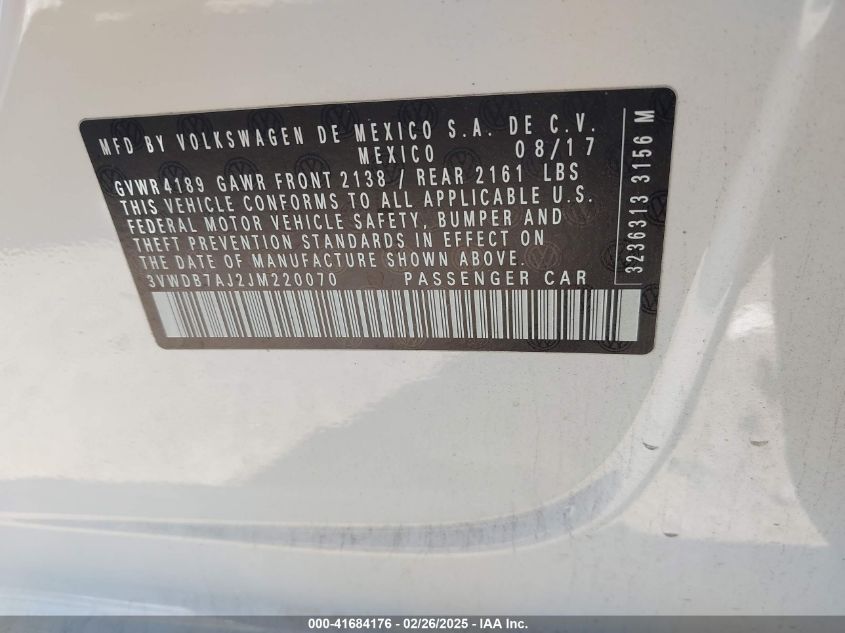 MFD BY VOLKSWAGEN DE MEXICO S.A. DE C.V.
MEXICO 08/17
GVWR 4189 GAWR FRONT 2138 / REAR 2161 LBS
THIS VEHICLE CONFORMS TO ALL APPLICABLE U.S.
FEDERAL MOTOR VEHICLE SAFETY, BUMPER AND
THEFT PREVENTION STANDARDS IN EFFECT ON
THE DATE OF MANUFACTURE SHOWN ABOVE.
3VWDB7AJ2JM220070 PASSENGER CAR
3236313 3156 M
000-41684176 - 02/26/2025 - IAA Inc.